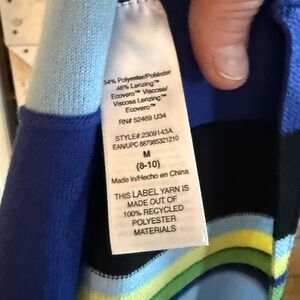 54% Polyester/Poliéster
46% Lenzing™
Ecovero™ Viscose/
Viscosa Lenzing™
Ecovero™
RN# 52469 U34
STYLE#:2309143A
EAN/UPC 887985321210
M
(8-10)
Made in/Hecho en China
THIS LABEL YARN IS
MADE OUT OF
100% RECYCLED
POLYESTER
MATERIALS